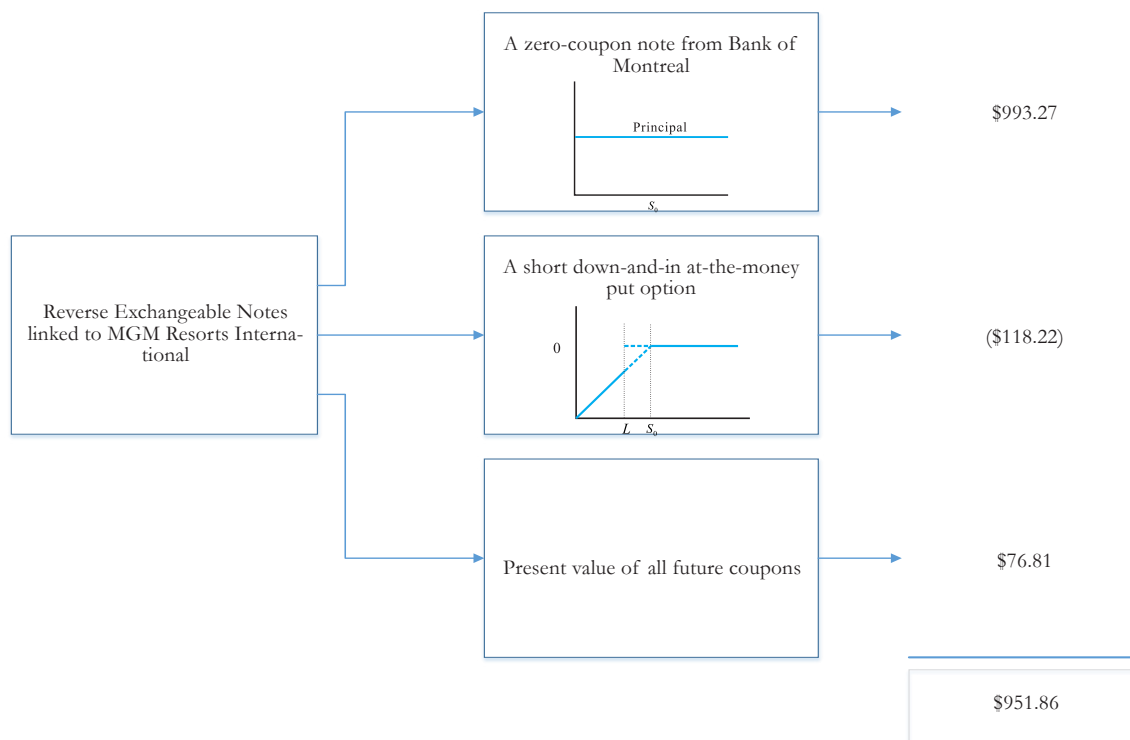 A zero-coupon note from Bank of
Montreal
Principal
S₀
$993.27
Reverse Exchangeable Notes
linked to MGM Resorts Interna-
tional
A short down-and-in at-the-money
put option
0
L S₀
($118.22)
Present value of all future coupons
$76.81
$951.86